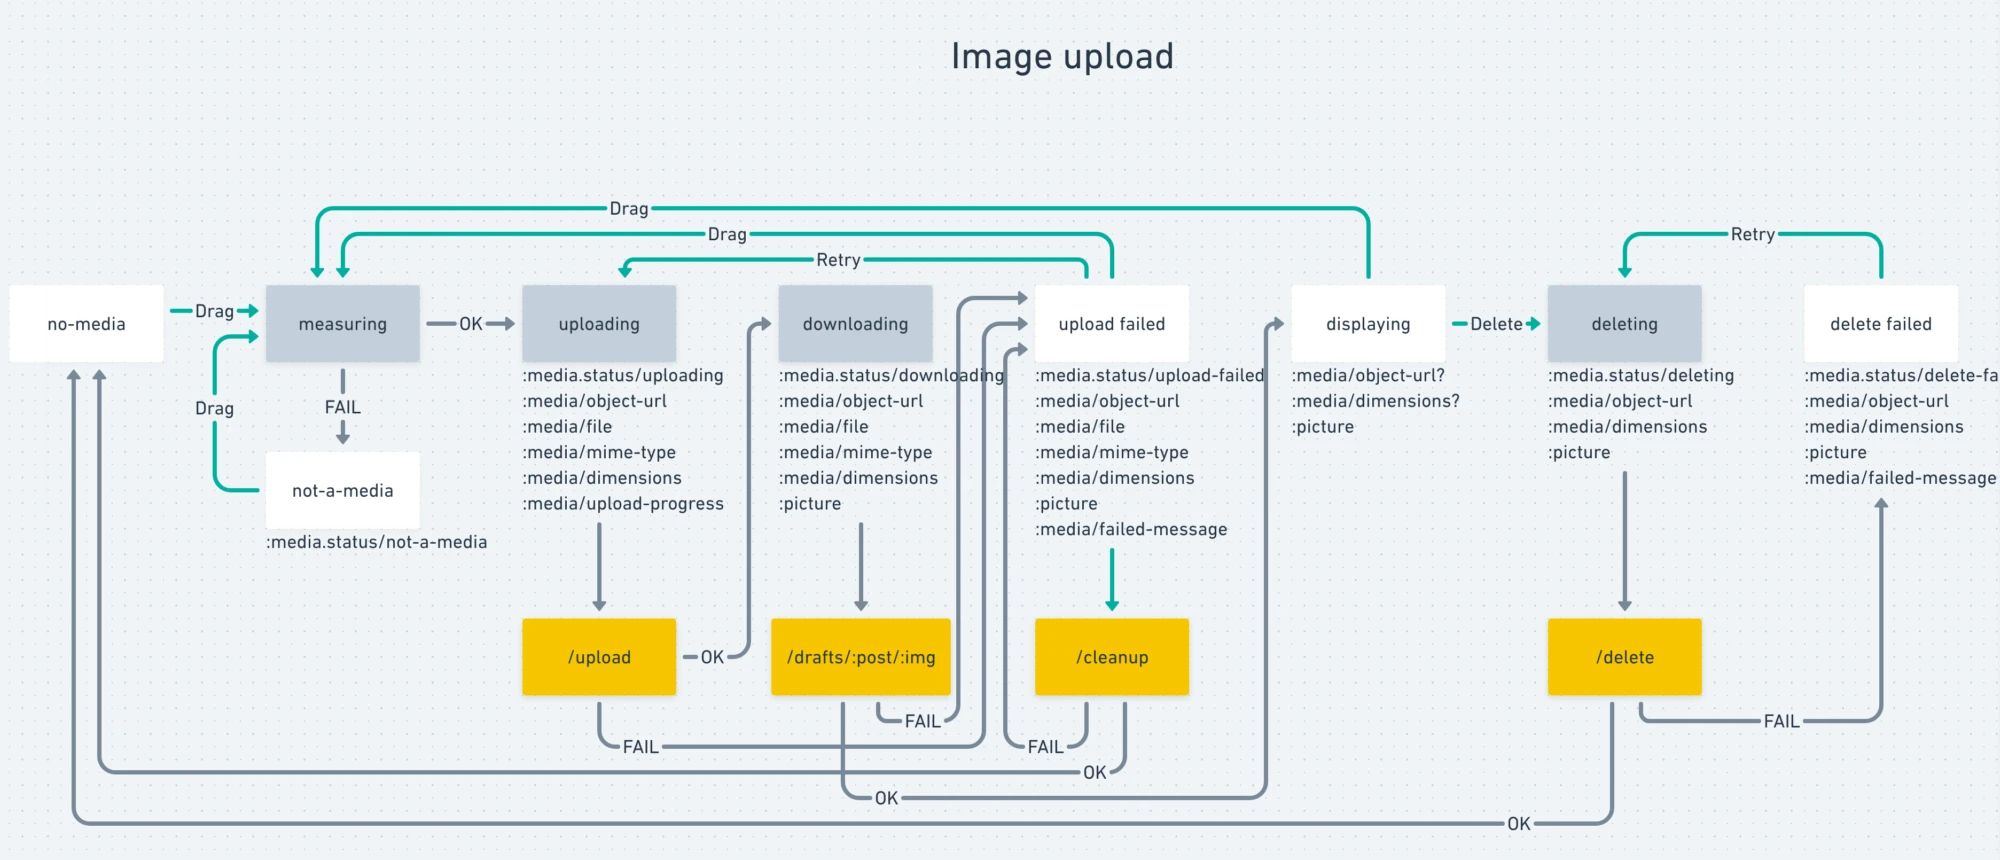 Image upload
Drag
Drag
Retry
Retry
no-media
Drag
measuring
OK
uploading
downloading
upload failed
displaying
Delete
deleting
delete failed
:media.status/uploading
:media/object-url
:media/file
:media/mime-type
:media/dimensions
:media/upload-progress
:media.status/downloading
:media/object-url
:media/file
:media/mime-type
:media/dimensions
:picture
:media.status/upload-failed
:media/object-url
:media/file
:media/mime-type
:media/dimensions
:picture
:media/failed-message
:media/object-url?
:media/dimensions?
:picture
:media.status/deleting
:media/object-url
:media/dimensions
:picture
:media.status/delete-fa
:media/object-url
:media/dimensions
:picture
:media/failed-message
Drag
FAIL
not-a-media
:media.status/not-a-media
/upload
OK
/drafts/:post/:img
/cleanup
/delete
FAIL
FAIL
FAIL
FAIL
OK
OK
OK